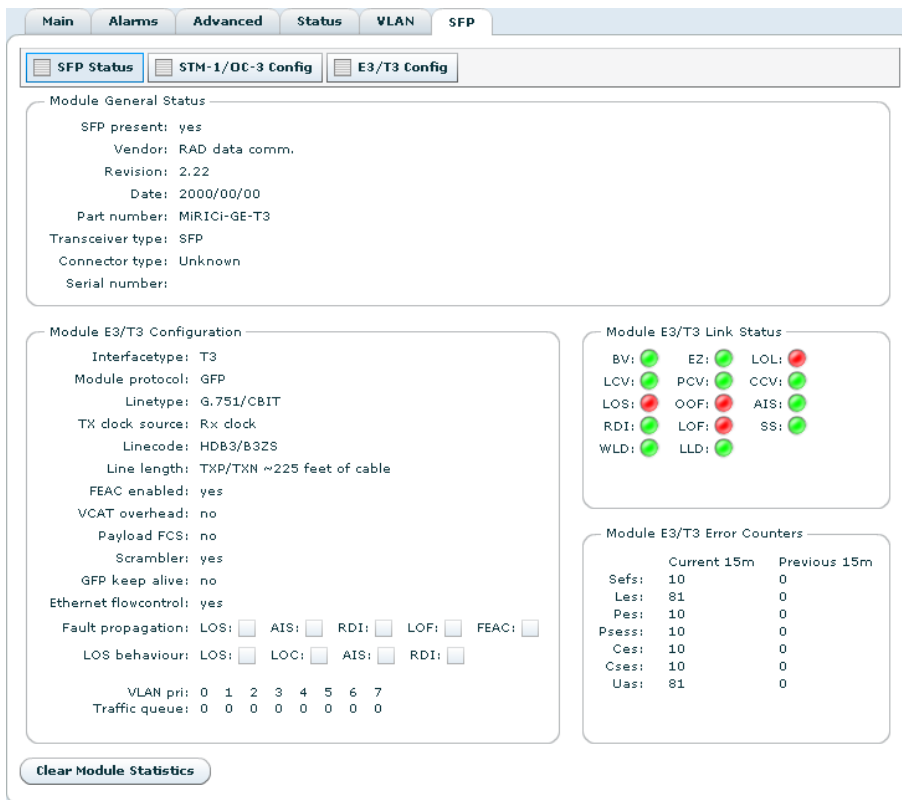 Main Alarms Advanced Status VLAN SFP
SFP Status STM-1/OC-3 Config E3/T3 Config
Module General Status
SFP present: yes
Vendor: RAD data comm.
Revision: 2.22
Date: 2000/00/00
Part number: MiRICi-GE-T3
Transceiver type: SFP
Connector type: Unknown
Serial number:
Module E3/T3 Configuration
Interfacetype: T3
Module protocol: GFP
Linetype: G.751/CBIT
TX clock source: Rx clock
Linecode: HDB3/B3ZS
Line length: TXP/TXN ~225 feet of cable
FEAC enabled: yes
VCAT overhead: no
Payload FCS: no
Scrambler: yes
GFP keep alive: no
Ethernet flowcontrol: yes
Fault propagation: LOS: AIS: RDI: LOF: FEAC:
LOS behaviour: LOS: LOC: AIS: RDI:
VLAN pri: 0 1 2 3 4 5 6 7
Traffic queue: 0 0 0 0 0 0 0 0
Module E3/T3 Link Status
BV: EZ: LOL:
LCV: PCV: CCV:
LOS: OOF: AIS:
RDI: LOF: SS:
WLD: LLD:
Module E3/T3 Error Counters
Current 15m Previous 15m
Sefs: 10 0
Les: 81 0
Pes: 10 0
Psess: 10 0
Ces: 10 0
Cses: 10 0
Uas: 81 0
Clear Module Statistics